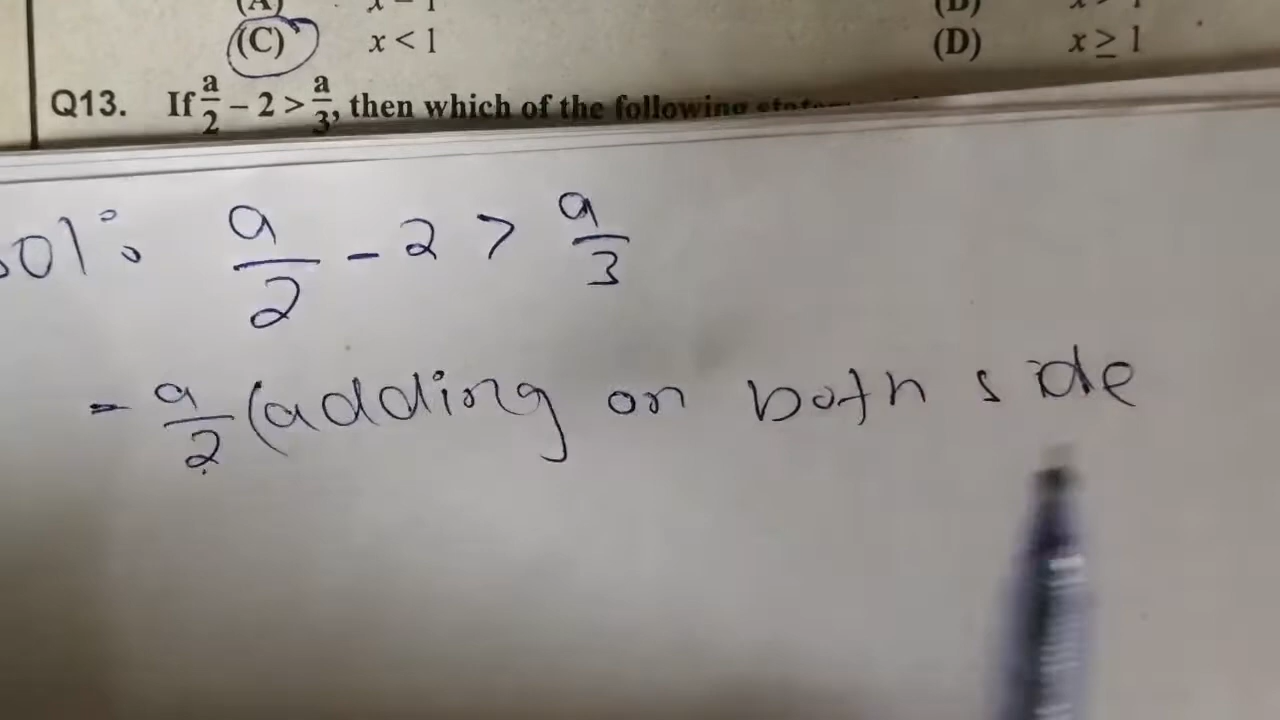 (C) x < 1 (D) x ≥ 1
Q13. If a/2 − 2 > a/3, then which of the following
sol: a/2 - 2 > a/3
- a/2 (adding on both side